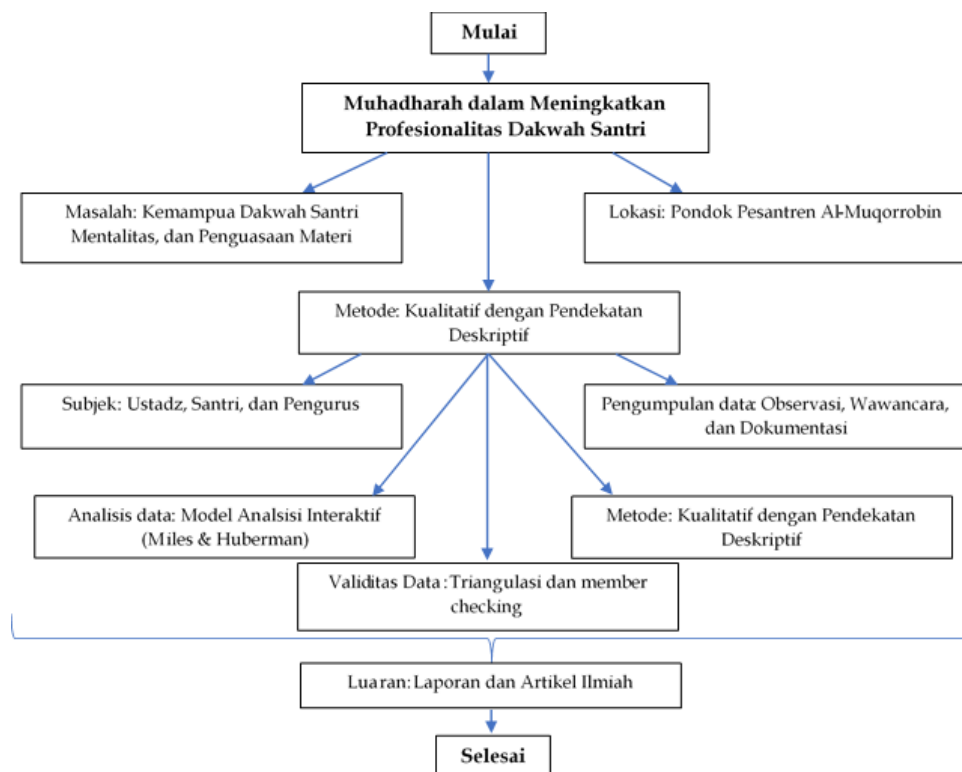 Mulai
Muhadharah dalam Meningkatkan
Profesionalitas Dakwah Santri
Masalah: Kemampua Dakwah Santri
Mentalitas, dan Penguasaan Materi
Lokasi: Pondok Pesantren Al-Muqorrobin
Metode: Kualitatif dengan Pendekatan
Deskriptif
Subjek: Ustadz, Santri, dan Pengurus
Pengumpulan data: Observasi, Wawancara,
dan Dokumentasi
Analisis data: Model Analsisi Interaktif
(Miles & Huberman)
Metode: Kualitatif dengan Pendekatan
Deskriptif
Validitas Data: Triangulasi dan member
checking
Luaran: Laporan dan Artikel Ilmiah
Selesai